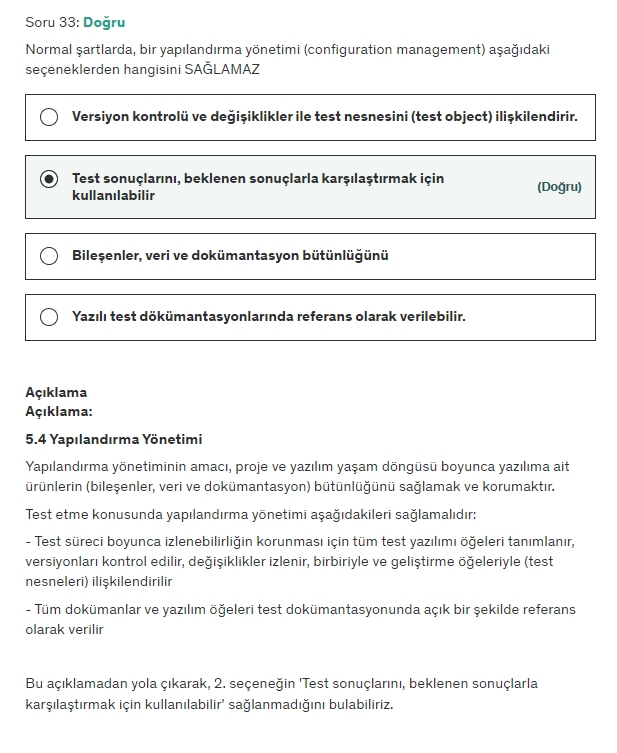 Soru 33: Doğru
Normal şartlarda, bir yapılandırma yönetimi (configuration management) aşağıdaki
seçeneklerden hangisini SAĞLAMAZ
Versiyon kontrolü ve değişiklikler ile test nesnesini (test object) ilişkilendirir.
Test sonuçlarını, beklenen sonuçlarla karşılaştırmak için
kullanılabilir
(Doğru)
Bileşenler, veri ve dokümantasyon bütünlüğünü
Yazılı test dökümantasyonlarında referans olarak verilebilir.
Açıklama
Açıklama:
5.4 Yapılandırma Yönetimi
Yapılandırma yönetiminin amacı, proje ve yazılım yaşam döngüsü boyunca yazılıma ait
ürünlerin (bileşenler, veri ve dokümantasyon) bütünlüğünü sağlamak ve korumaktır.
Test etme konusunda yapılandırma yönetimi aşağıdakileri sağlamalıdır:
- Test süreci boyunca izlenebilirliğin korunması için tüm test yazılımı öğeleri tanımlanır,
versiyonları kontrol edilir, değişiklikler izlenir, birbiriyle ve geliştirme öğeleriyle (test
nesneleri) ilişkilendirilir
- Tüm dokümanlar ve yazılım öğeleri test dokümantasyonunda açık bir şekilde referans
olarak verilir
Bu açıklamadan yola çıkarak, 2. seçeneğin 'Test sonuçlarını, beklenen sonuçlarla
karşılaştırmak için kullanılabilir' sağlanmadığını bulabiliriz.